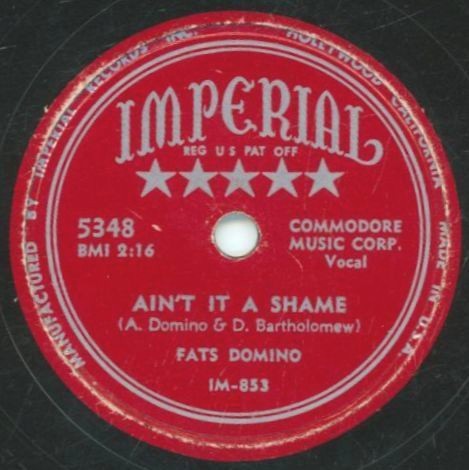 MANUFACTURED BY IMPERIAL RECORDS INC. HOLLYWOOD CALIFORNIA MADE IN U.S.A
IMPERIAL
REG U S PAT OFF
5348
BMI 2:16
COMMODORE
MUSIC CORP.
Vocal
AIN'T IT A SHAME
(A. Domino & D. Bartholomew)
FATS DOMINO
IM-853